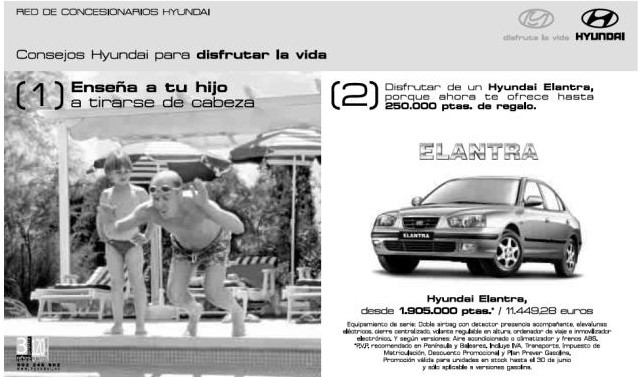 RED DE CONCESIONARIOS HYUNDAI
disfruta la vida
HYUNDAI
Consejos Hyundai para disfrutar la vida
(1) Enseña a tu hijo
a tirarse de cabeza
(2) Disfrutar de un Hyundai Elantra,
porque ahora te ofrece hasta
250.000 ptas. de regalo.
ELANTRA
ELANTRA
Hyundai Elantra,
desde 1.905.000 ptas.* / 11.449,28 euros
Equipamiento de serie: Doble airbag con detector presencia acompañante, elevalunas
eléctricos, cierre centralizado, volante regulable en altura, ordenador de viaje e inmovilizador
electrónico. Y según versiones: Aire acondicionado o climatizador y frenos ABS.
*P.V.P. recomendado en Península y Baleares. Incluye IVA, Transporte, Impuesto de
Matriculación, Descuento Promocional y Plan Prever Gasolina.
Promoción válida para unidades en stock hasta el 30 de junio
y sólo aplicable a versiones gasolina.